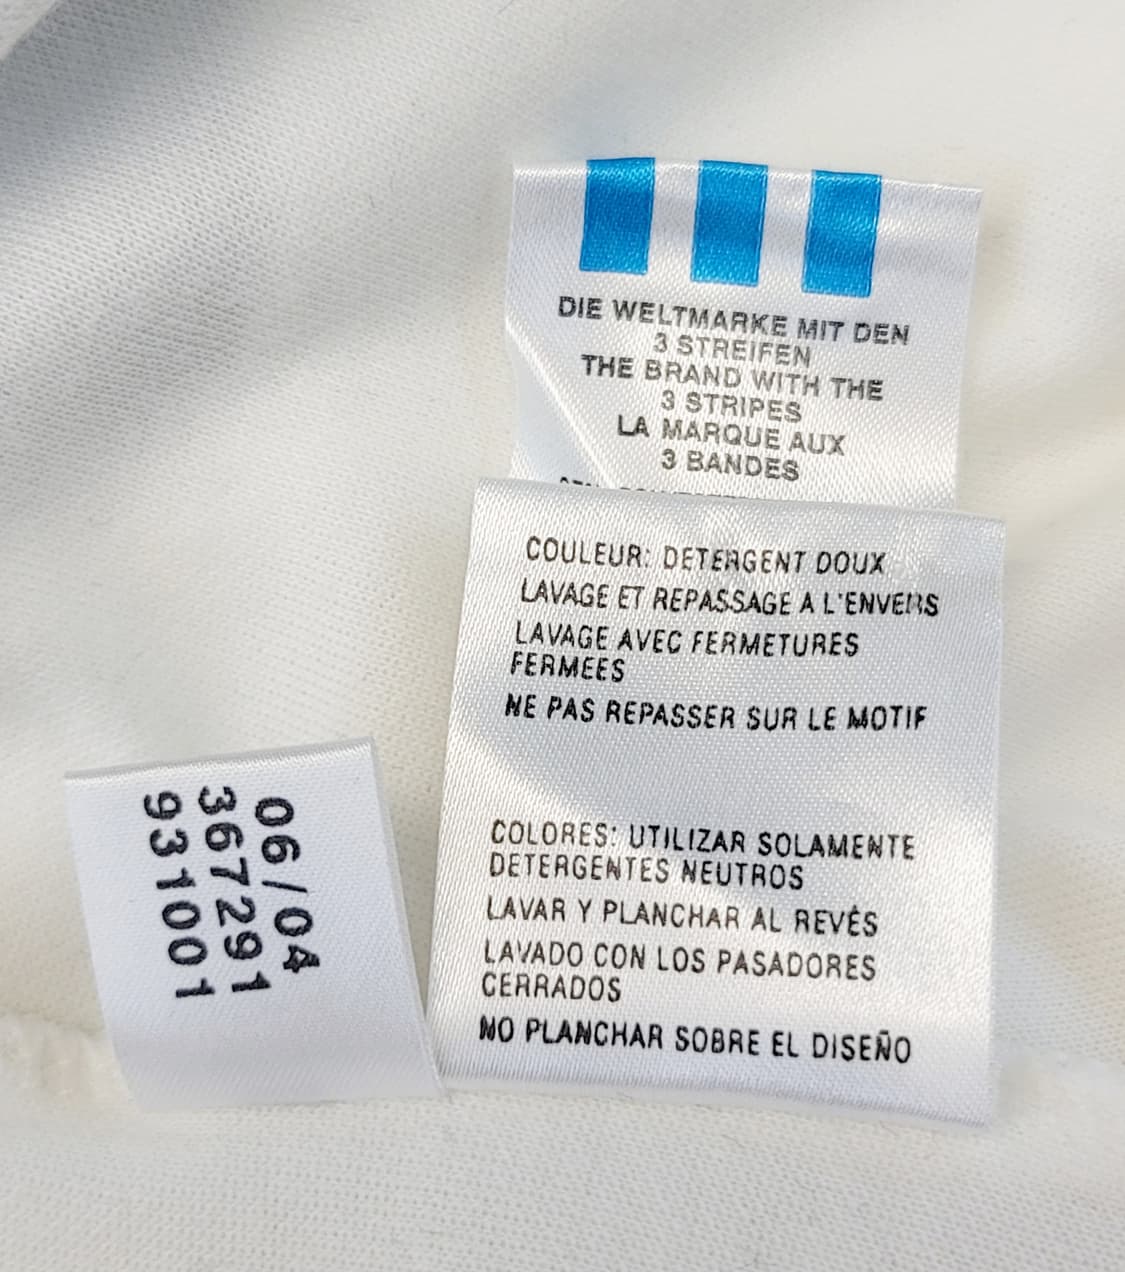 DIE WELTMARKE MIT DEN
3 STREIFEN
THE BRAND WITH THE
3 STRIPES
LA MARQUE AUX
3 BANDES
COULEUR: DETERGENT DOUX
LAVAGE ET REPASSAGE A L'ENVERS
LAVAGE AVEC FERMETURES
FERMEES
NE PAS REPASSER SUR LE MOTIF
COLORES: UTILIZAR SOLAMENTE
DETERGENTES NEUTROS
LAVAR Y PLANCHAR AL REVÉS
LAVADO CON LOS PASADORES
CERRADOS
NO PLANCHAR SOBRE EL DISEÑO
06/04
367291
931001